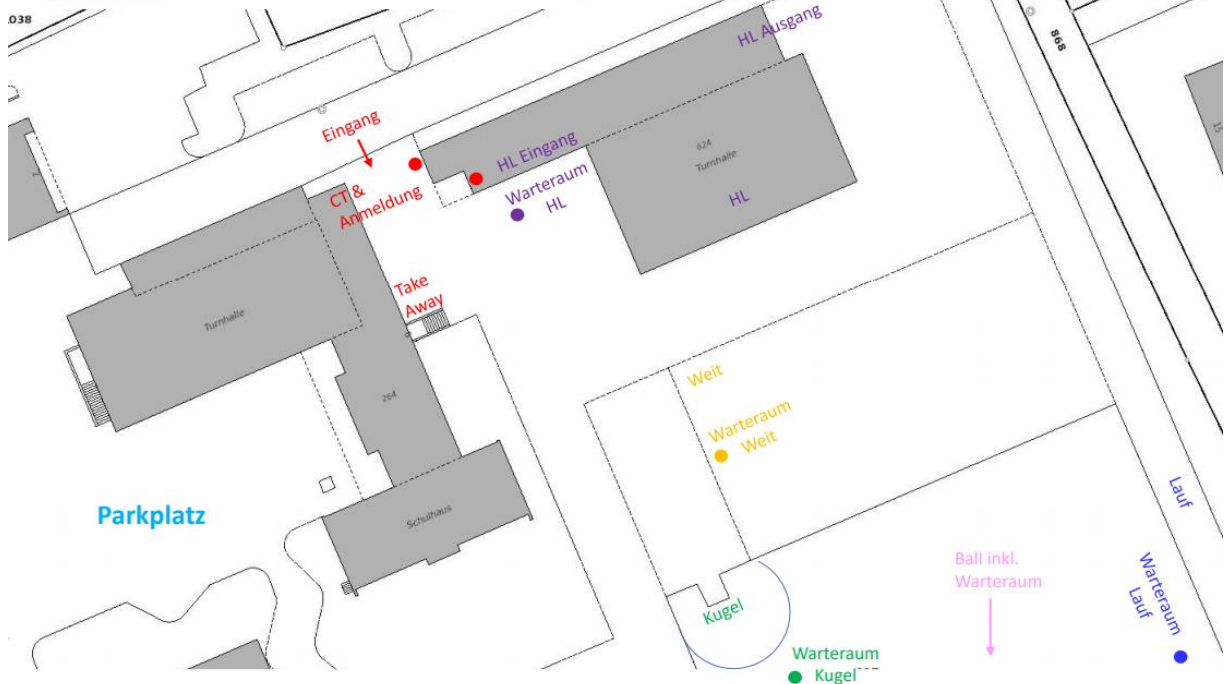 1038
HL Ausgang
868
Eingang
HL Eingang
624
Turnhalle
CT &
Anmeldung
Warteraum
HL
HL
Take
Away
Turnhalle
Weit
264
Warteraum
Weit
Lauf
Parkplatz
Schulhaus
Ball inkl.
Warteraum
Warteraum
Lauf
Kugel
Warteraum
Kugel